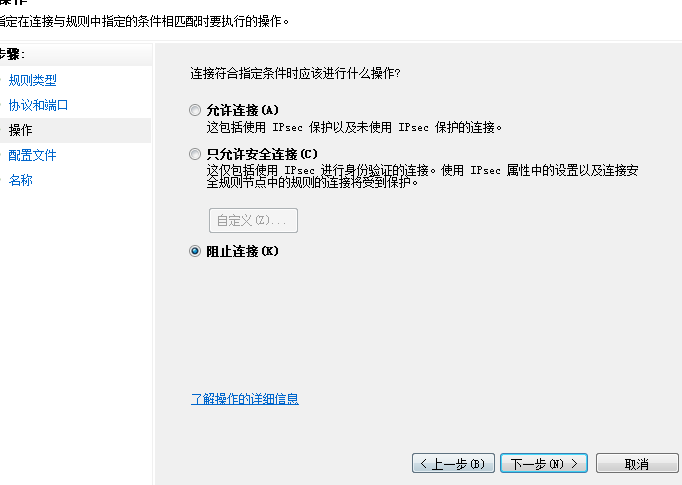 指定在连接与规则中指定的条件相匹配时要执行的操作。
步骤:
规则类型
协议和端口
操作
配置文件
名称
连接符合指定条件时应该进行什么操作?
允许连接(A)
这包括使用 IPsec 保护以及未使用 IPsec 保护的连接。
只允许安全连接(C)
这仅包括使用 IPsec 进行身份验证的连接。使用 IPsec 属性中的设置以及连接安
全规则节点中的规则的连接将受到保护。
自定义(Z)...
阻止连接(K)
了解操作的详细信息
< 上一步(B)
下一步(N) >
取消